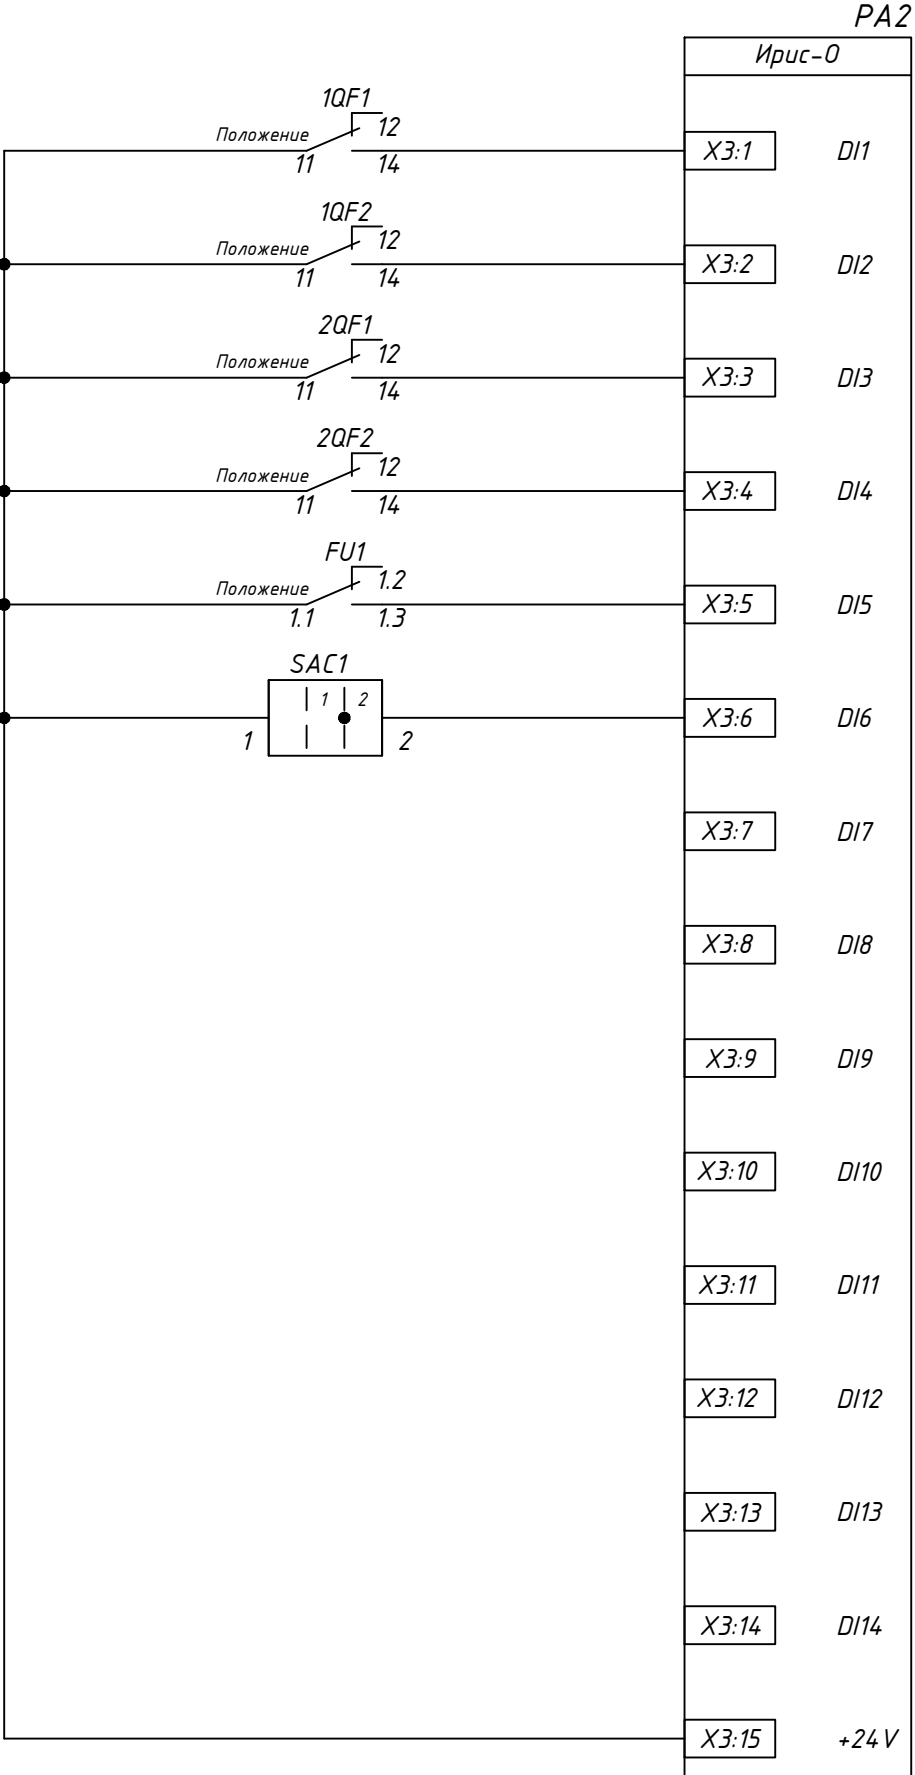 PA2
Ирис-О
1QF1
Положение 12
11 14 X3:1 DI1
1QF2
Положение 12
11 14 X3:2 DI2
2QF1
Положение 12
11 14 X3:3 DI3
2QF2
Положение 12
11 14 X3:4 DI4
FU1
Положение 1.2
1.1 1.3 X3:5 DI5
SAC1
1 2
1 2 X3:6 DI6
X3:7 DI7
X3:8 DI8
X3:9 DI9
X3:10 DI10
X3:11 DI11
X3:12 DI12
X3:13 DI13
X3:14 DI14
X3:15 +24V